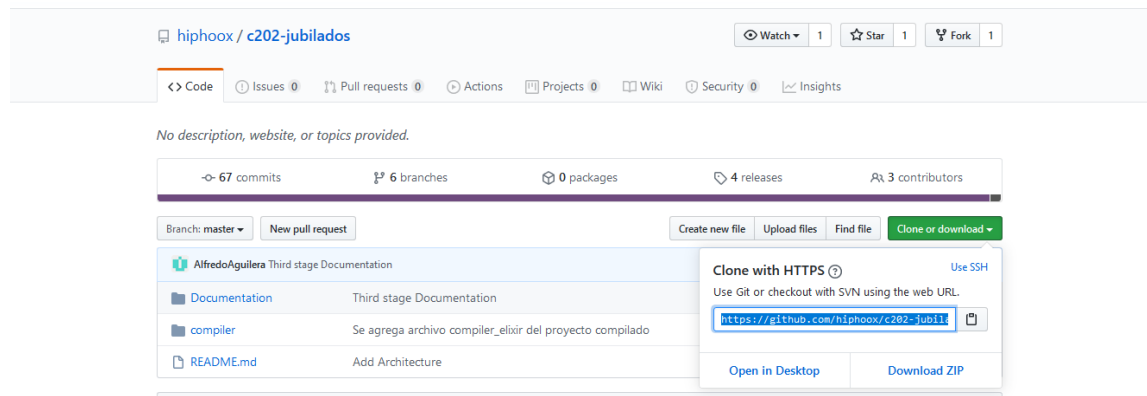 hiphoox / c202-jubilados
Watch 1 Star 1 Fork 1
Code Issues 0 Pull requests 0 Actions Projects 0 Wiki Security 0 Insights
No description, website, or topics provided.
67 commits 6 branches 0 packages 4 releases 3 contributors
Branch: master New pull request Create new file Upload files Find file Clone or download
AlfredoAguilera Third stage Documentation
Clone with HTTPS ? Use SSH
Use Git or checkout with SVN using the web URL.
Documentation Third stage Documentation
https://github.com/hiphoox/c202-jubila
compiler Se agrega archivo compiler_elixir del proyecto compilado
README.md Add Architecture
Open in Desktop Download ZIP